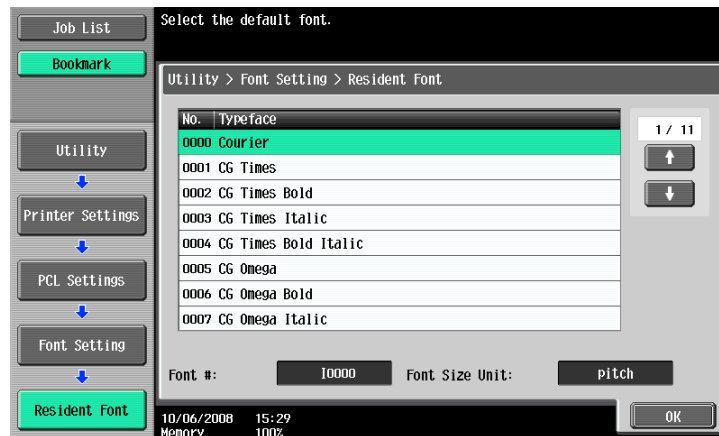 Job List
Bookmark
Utility
Printer Settings
PCL Settings
Font Setting
Resident Font
Select the default font.
Utility > Font Setting > Resident Font
No. Typeface
0000 Courier
0001 CG Times
0002 CG Times Bold
0003 CG Times Italic
0004 CG Times Bold Italic
0005 CG Omega
0006 CG Omega Bold
0007 CG Omega Italic
1/ 11
Font #: I0000 Font Size Unit: pitch
10/06/2008 15:29
Memory 100%
OK